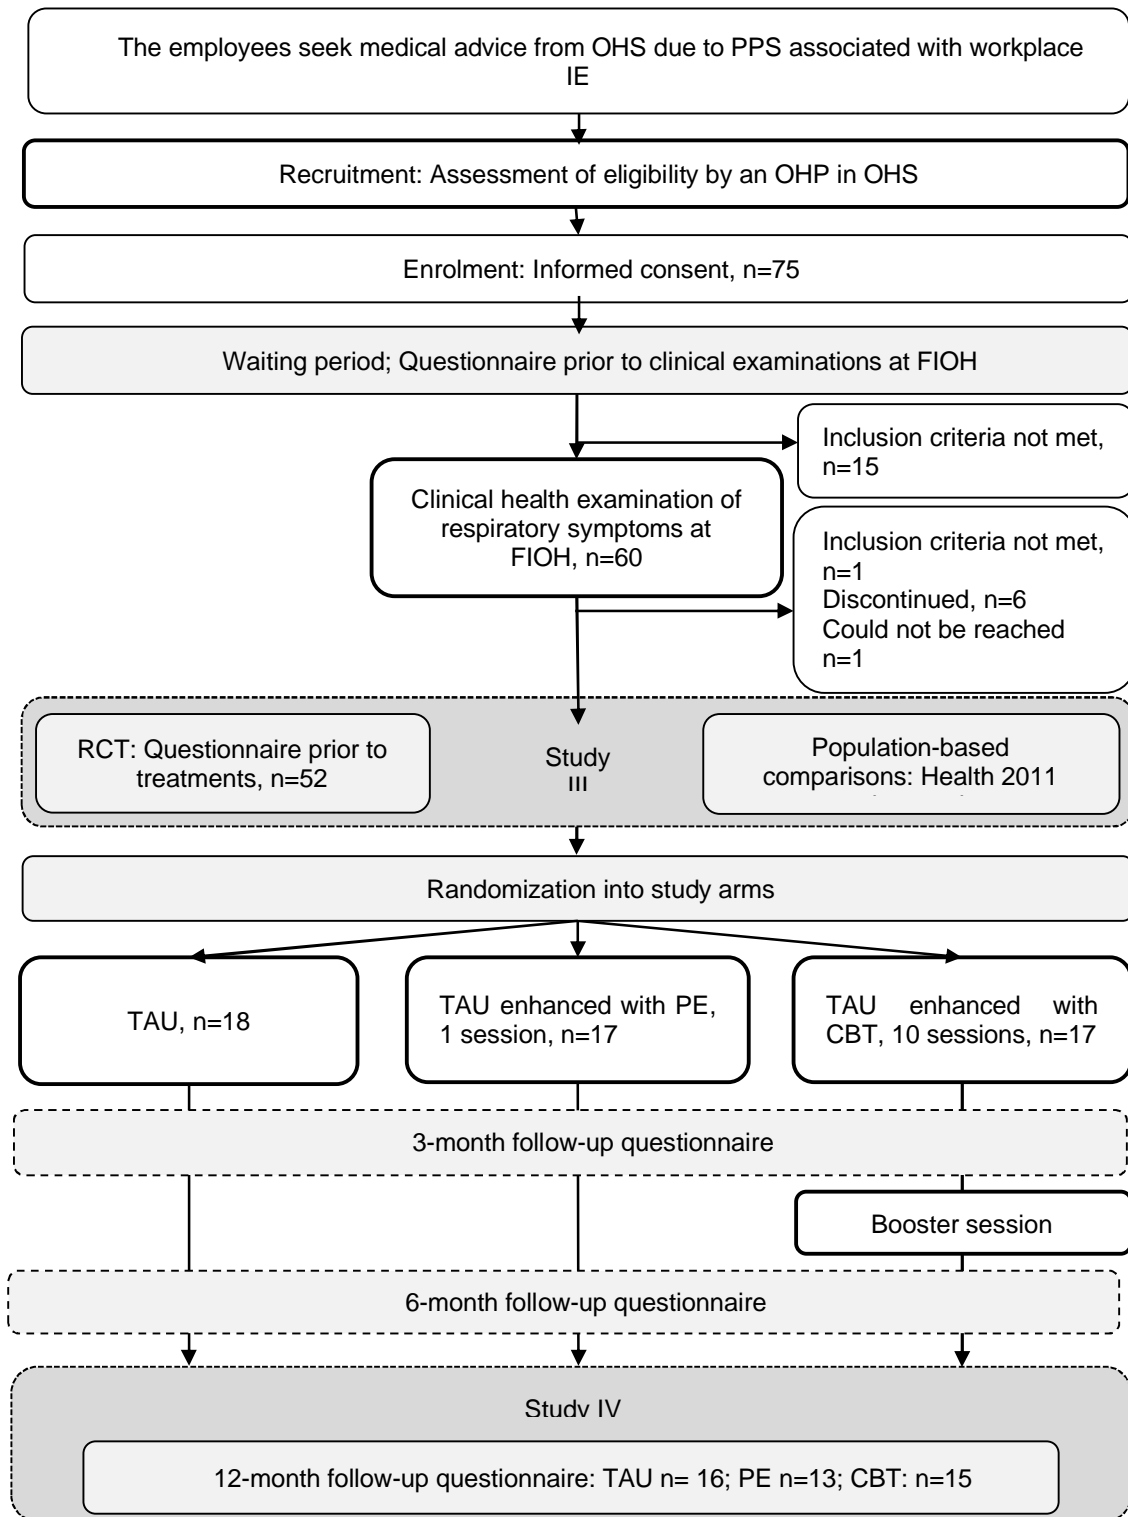 The employees seek medical advice from OHS due to PPS associated with workplace
IE
Recruitment: Assessment of eligibility by an OHP in OHS
Enrolment: Informed consent, n=75
Waiting period; Questionnaire prior to clinical examinations at FIOH
Inclusion criteria not met,
n=15
Clinical health examination of
respiratory symptoms at
FIOH, n=60
Inclusion criteria not met,
n=1
Discontinued, n=6
Could not be reached
n=1
RCT: Questionnaire prior to
treatments, n=52
Study
III
Population-based
comparisons: Health 2011
Randomization into study arms
TAU, n=18
TAU enhanced with PE,
1 session, n=17
TAU enhanced with
CBT, 10 sessions, n=17
3-month follow-up questionnaire
Booster session
6-month follow-up questionnaire
Study IV
12-month follow-up questionnaire: TAU n= 16; PE n=13; CBT: n=15